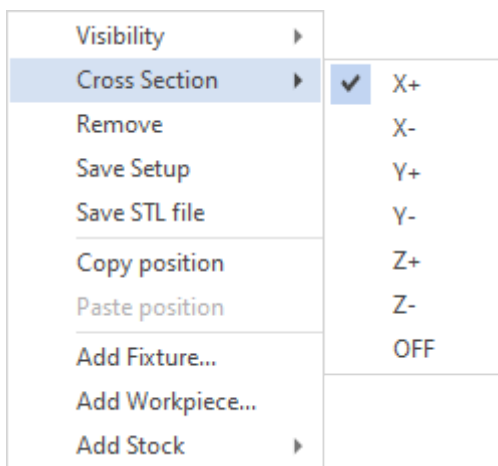 Visibility
Cross Section
Remove
Save Setup
Save STL file
Copy position
Paste position
Add Fixture...
Add Workpiece...
Add Stock
X+
X-
Y+
Y-
Z+
Z-
OFF